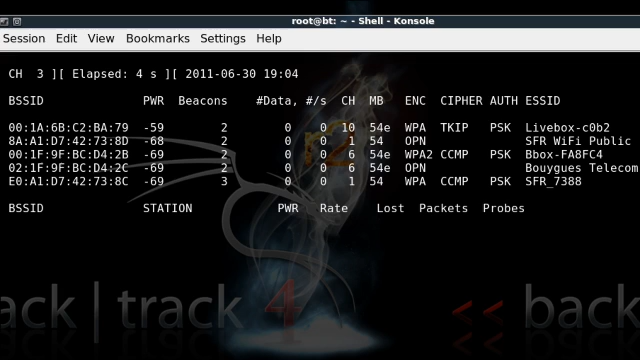 root@bt: ~ - Shell - Konsole
Session Edit View Bookmarks Settings Help
CH 3 ][ Elapsed: 4 s ][ 2011-06-30 19:04
BSSID PWR Beacons #Data, #/s CH MB ENC CIPHER AUTH ESSID
00:1A:6B:C2:BA:79 -59 2 0 0 10 54e WPA TKIP PSK Livebox-c0b2
8A:A1:D7:42:73:8D -68 2 0 0 1 54 OPN SFR WiFi Public
00:1F:9F:BC:D4:2B -69 2 0 0 6 54e WPA2 CCMP PSK Bbox-FA8FC4
02:1F:9F:BC:D4:2C -69 2 0 0 6 54e OPN Bouygues Telecom
E0:A1:D7:42:73:8C -69 3 0 0 1 54 WPA CCMP PSK SFR_7388
BSSID STATION PWR Rate Lost Packets Probes
ack | track 4 << back